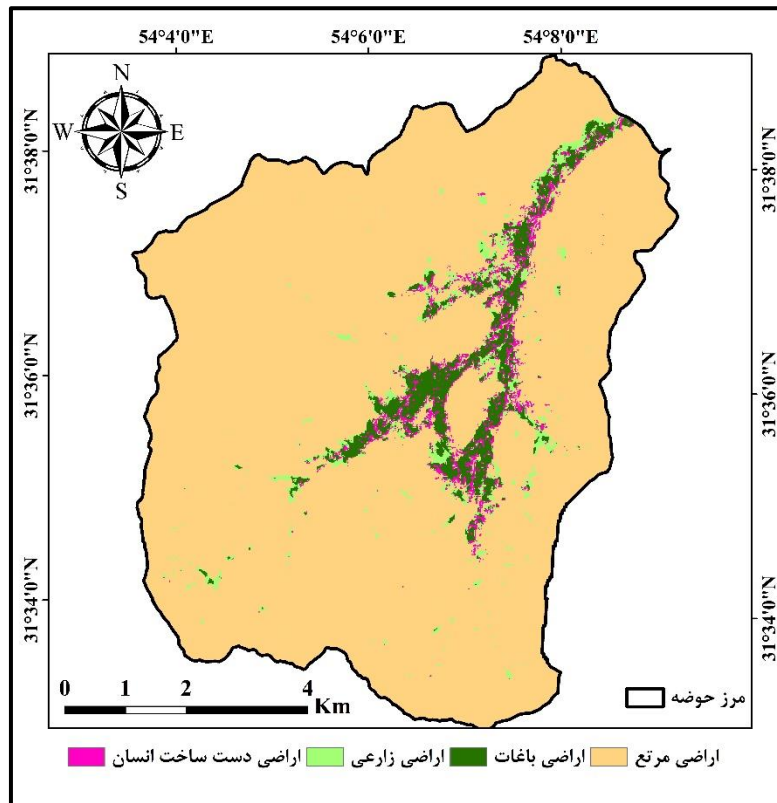 54°4'0"E 54°6'0"E 54°8'0"E
N
W E
S
31°38'0"N 31°38'0"N
31°36'0"N 31°36'0"N
31°34'0"N 31°34'0"N
0 1 2 4
Km
مرز حوضه
اراضی مرتع اراضی باغات اراضی زارعی اراضی دست ساخت انسان